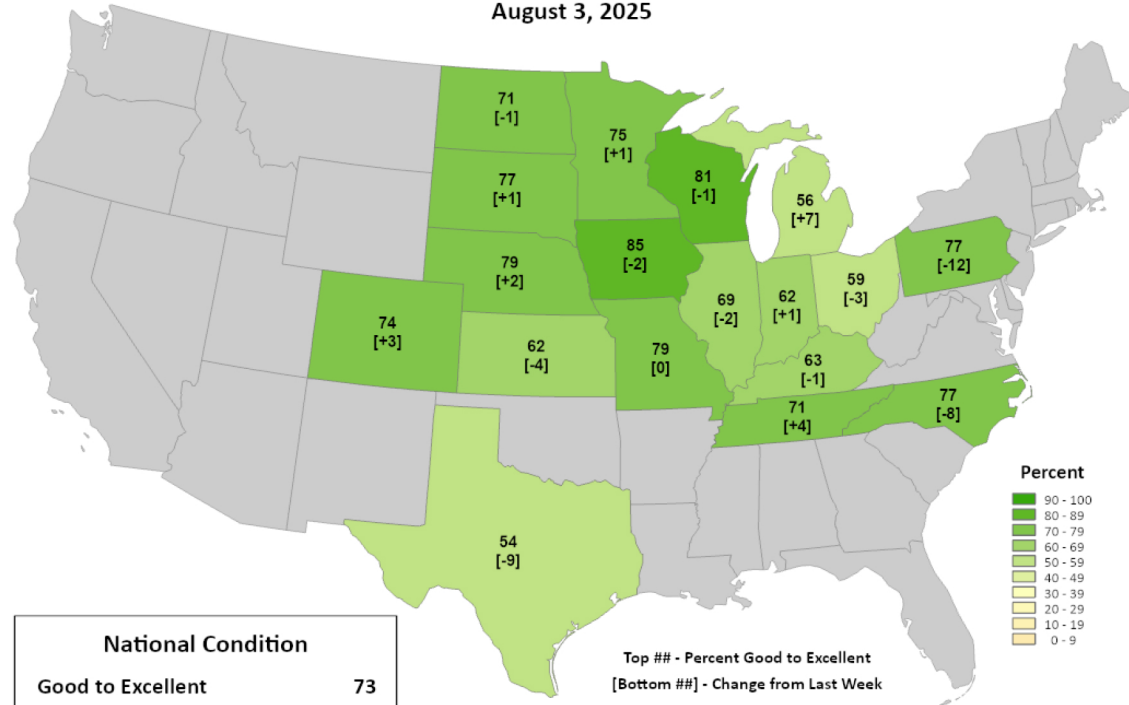 August 3, 2025
71
[-1]
75
[+1]
81
[-1]
77
[+1]
56
[+7]
85
[-2]
77
[-12]
79
[+2]
59
[-3]
69
[-2]
62
[+1]
74
[+3]
62
[-4]
79
[0]
63
[-1]
71
[+4]
77
[-8]
54
[-9]
Percent
90 - 100
80 - 89
70 - 79
60 - 69
50 - 59
40 - 49
30 - 39
20 - 29
10 - 19
0 - 9
National Condition
Good to Excellent 73
Top ## - Percent Good to Excellent
[Bottom ##] - Change from Last Week